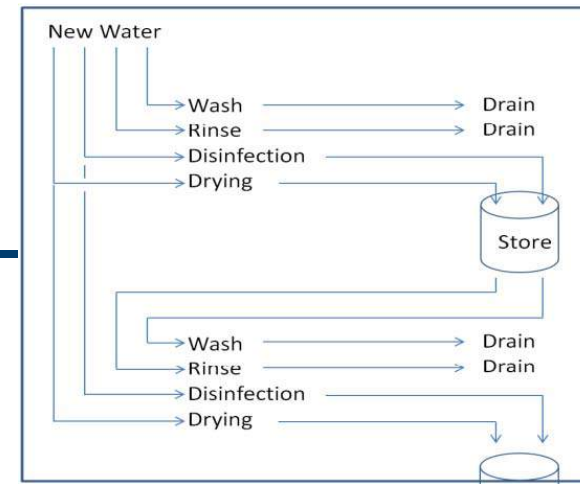 New Water
Wash Drain
Rinse Drain
Disinfection
Drying
Store
Wash Drain
Rinse Drain
Disinfection
Drying